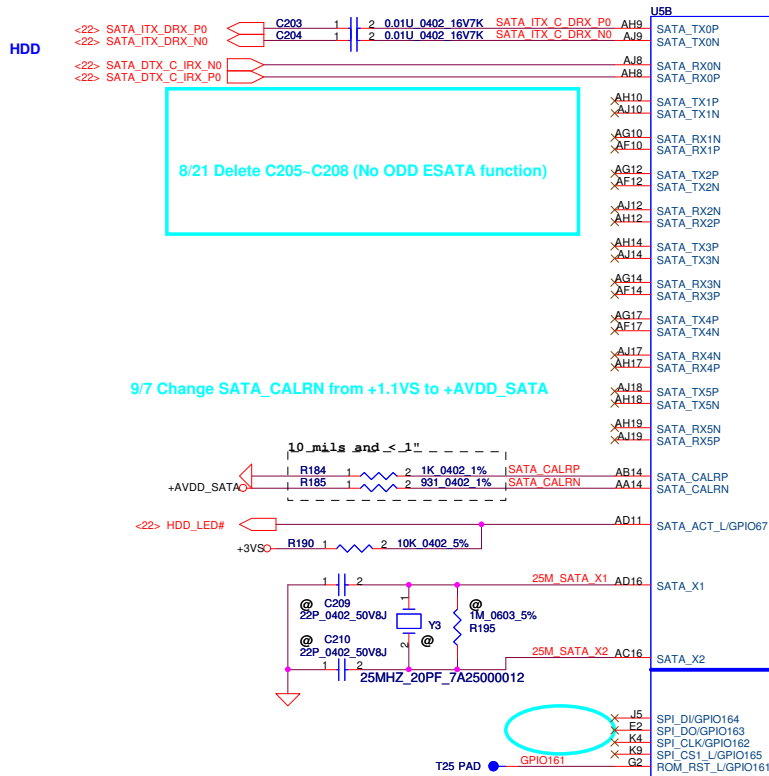 U5B
HDD
<22> SATA_ITX_DRX_P0 C203 1 2 0.01U_0402_16V7K SATA_ITX_C_DRX_P0 AH9 SATA_TX0P
<22> SATA_ITX_DRX_N0 C204 1 2 0.01U_0402_16V7K SATA_ITX_C_DRX_N0 AJ9 SATA_TX0N
<22> SATA_DTX_C_IRX_N0 AJ8 SATA_RX0N
<22> SATA_DTX_C_IRX_P0 AH8 SATA_RX0P
AH10 SATA_TX1P
AJ10 SATA_TX1N
AG10 SATA_RX1N
AF10 SATA_RX1P
8/21 Delete C205~C208 (No ODD ESATA function)
AG12 SATA_TX2P
AF12 SATA_TX2N
AJ12 SATA_RX2N
AH12 SATA_RX2P
AH14 SATA_TX3P
AJ14 SATA_TX3N
AG14 SATA_RX3N
AF14 SATA_RX3P
AG17 SATA_TX4P
AF17 SATA_TX4N
AJ17 SATA_RX4N
AH17 SATA_RX4P
9/7 Change SATA_CALRN from +1.1VS to +AVDD_SATA
AJ18 SATA_TX5P
AH18 SATA_TX5N
AH19 SATA_RX5N
AJ19 SATA_RX5P
10 mils and < 1"
R184 1 2 1K_0402_1% SATA_CALRP AB14 SATA_CALRP
+AVDD_SATA R185 1 2 931_0402_1% SATA_CALRN AA14 SATA_CALRN
<22> HDD_LED# AD11 SATA_ACT_L/GPIO67
+3VS R190 1 2 10K_0402_5%
1 2 25M_SATA_X1 AD16 SATA_X1
@ C209 1 @
22P_0402_50V8J Y3 1M_0603_5%
@ C210 2 @ R195
22P_0402_50V8J 25M_SATA_X2 AC16 SATA_X2
1 2 25MHZ_20PF_7A25000012
J5 SPI_DI/GPIO164
E2 SPI_DO/GPIO163
K4 SPI_CLK/GPIO162
K9 SPI_CS1_L/GPIO165
T25 PAD GPIO161 G2 ROM_RST_L/GPIO161